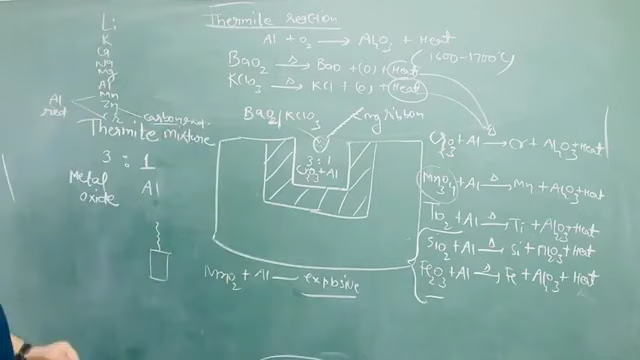 Thermite reaction
Al + O₂ → Al₂O₃ + Heat
BaO₂ △→ BaO + (O) + Heat (1600-1700°C)
KClO₃ △→ KCl + (O) + Heat
Li
K
Ca
Na
Mg
Al
Mn
Zn
Cr
Al
Thermite mixture
3 : 1
Metal oxide Al
BaO₂/KClO₃
mg ribbon
3 : 1
Cr₂O₃ + Al
Cr₂O₃ + Al → Cr + Al₂O₃ + Heat
Mn₃O₄ + Al △→ Mn + Al₂O₃ + Heat
TiO₂ + Al △→ Ti + Al₂O₃ + Heat
SiO₂ + Al △→ Si + Al₂O₃ + Heat
Fe₂O₃ + Al △→ Fe + Al₂O₃ + Heat
MnO₂ + Al — explosive